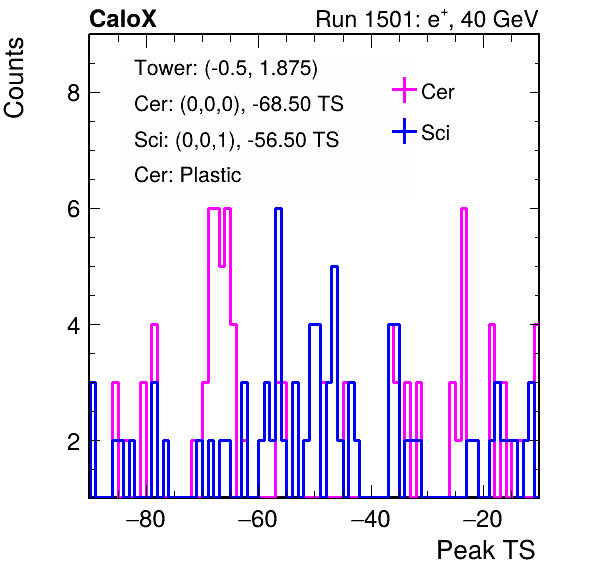 CaloX Run 1501: e⁺, 40 GeV
Counts
Tower: (-0.5, 1.875)
Cer: (0,0,0), -68.50 TS
Sci: (0,0,1), -56.50 TS
Cer: Plastic
Cer
Sci
8
6
4
2
−80 −60 −40 −20
Peak TS